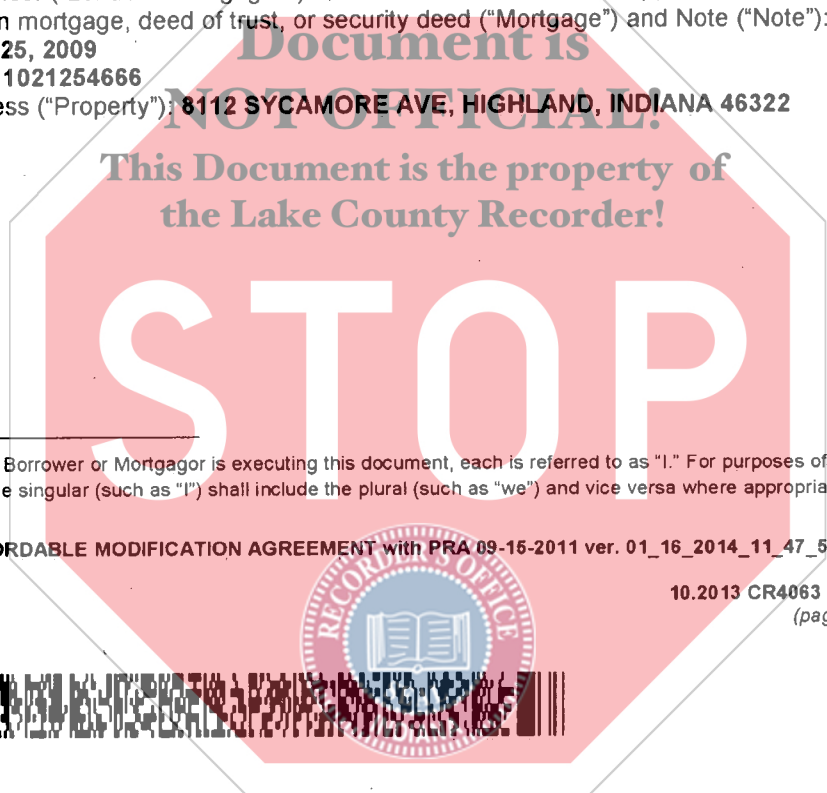 n mortgage, deed of trust, or security deed (“Mortgage”) and Note (“Note”):
Document is
25, 2009
1021254666
ess (“Property”): 8112 SYCAMORE AVE, HIGHLAND, INDIANA 46322
NOT OFFICIAL!
This Document is the property of
the Lake County Recorder!
STOP
Borrower or Mortgagor is executing this document, each is referred to as “I.” For purposes of
e singular (such as “I”) shall include the plural (such as “we”) and vice versa where appropria
ORDABLE MODIFICATION AGREEMENT with PRA 09-15-2011 ver. 01_16_2014_11_47_5
10.2013 CR4063
(pag
RECORDER'S OFFICE
INDIANA